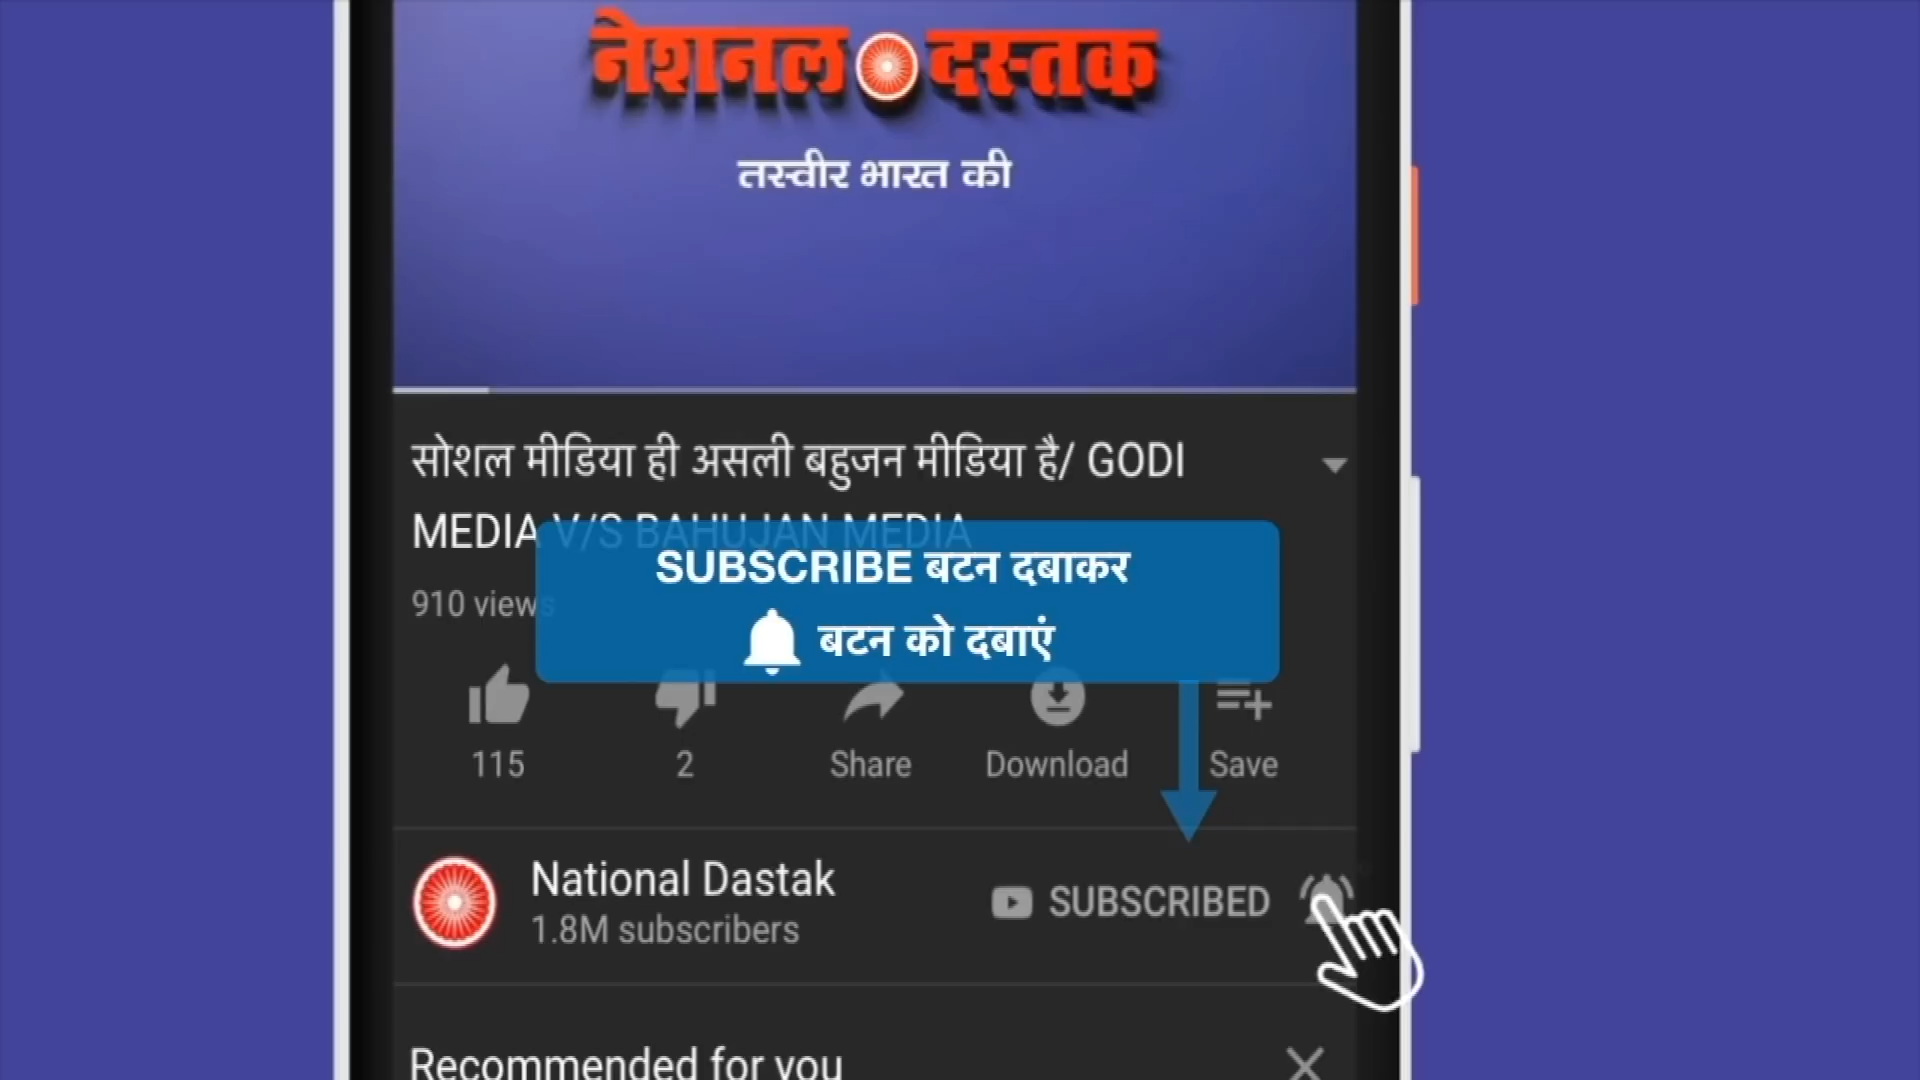 नेशनल दस्तक
तस्वीर भारत की
सोशल मीडिया ही असली बहुजन मीडिया है/ GODI
MEDIA V/S BAHUJAN MEDIA
SUBSCRIBE बटन दबाकर
बटन को दबाएं
910 views
115
2
Share
Download
Save
National Dastak
1.8M subscribers
SUBSCRIBED
Recommended for you